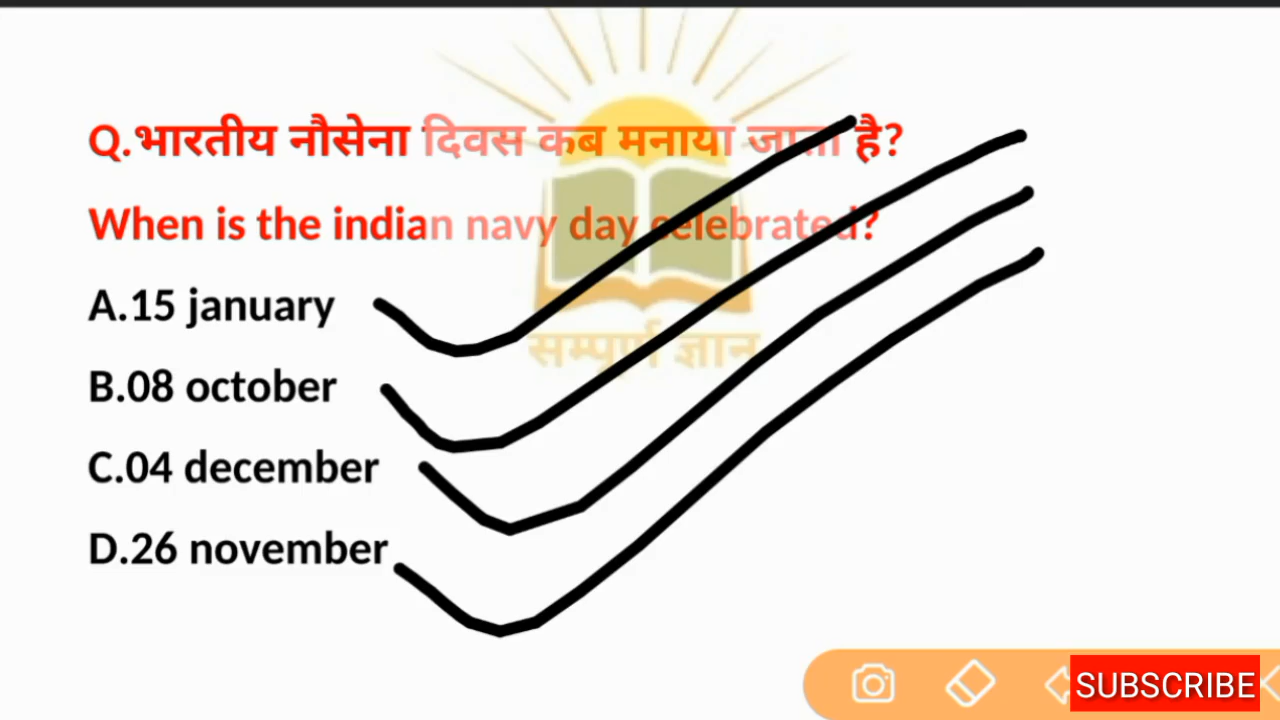 Q.भारतीय नौसेना दिवस कब मनाया जाता है?
When is the indian navy day celebrated?
A.15 january
सम्पूर्ण ज्ञान
B.08 october
C.04 december
D.26 november
SUBSCRIBE